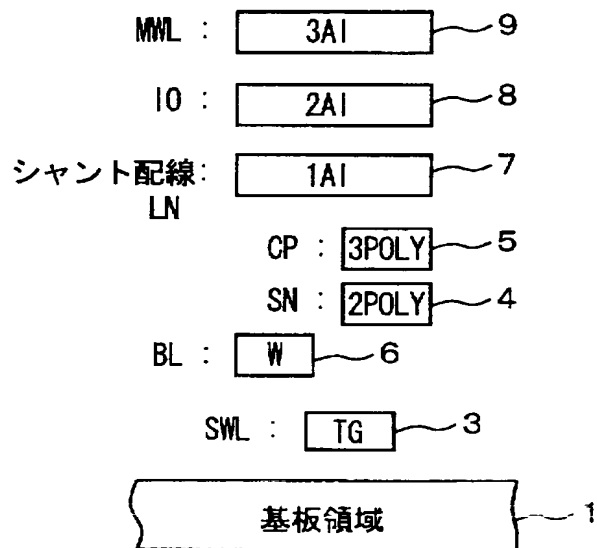 MWL : 3Al 9
IO : 2Al 8
シャント配線: 1Al 7
LN
CP : 3POLY 5
SN : 2POLY 4
BL : W 6
SWL : TG 3
基板領域 1